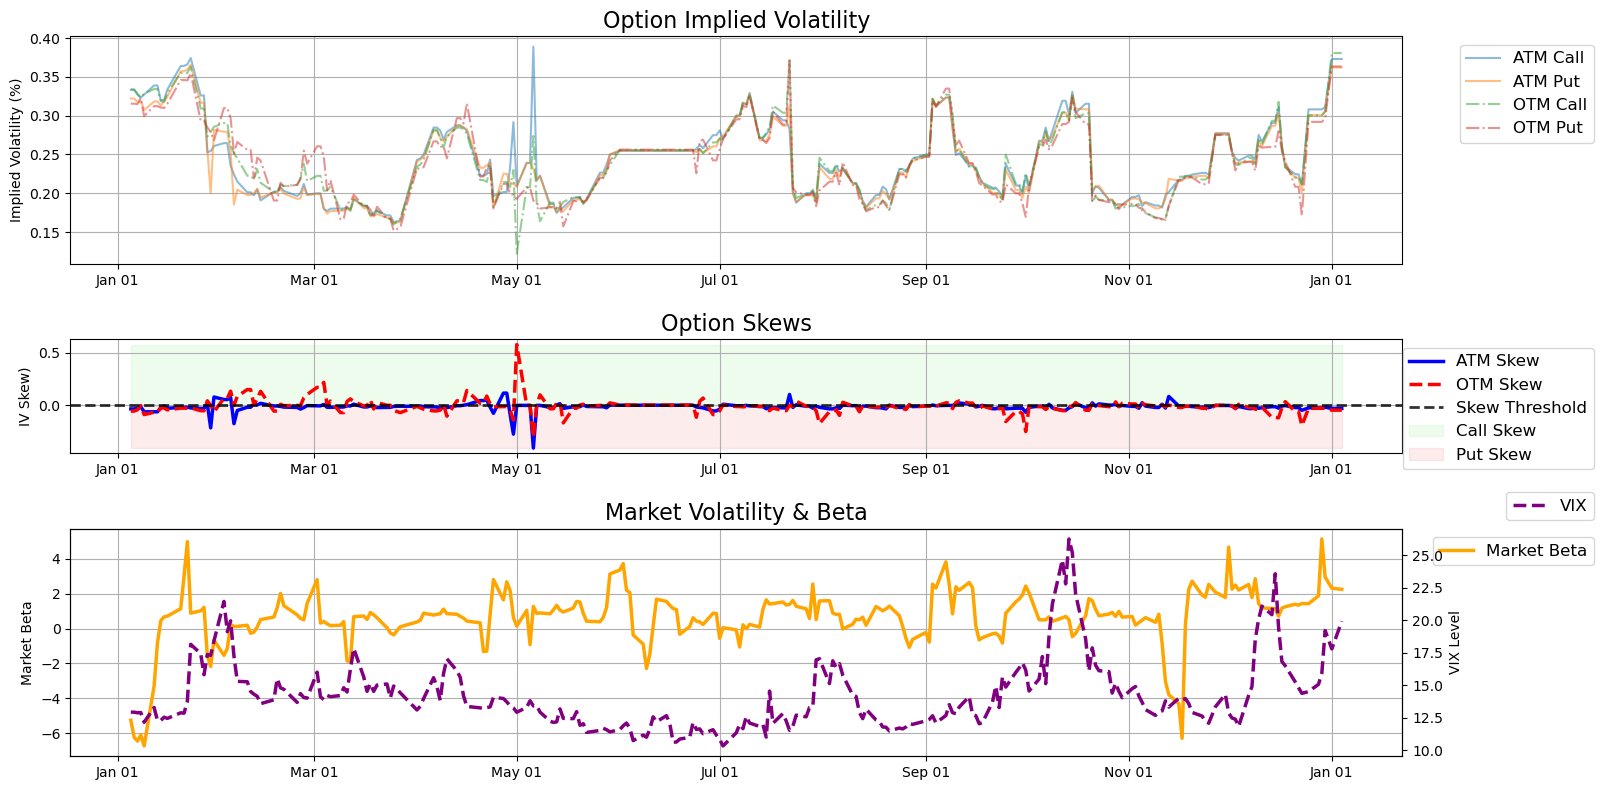 Option Implied Volatility
Implied Volatility (%)
0.40
0.35
0.30
0.25
0.20
0.15
Jan 01 Mar 01 May 01 Jul 01 Sep 01 Nov 01 Jan 01
ATM Call
ATM Put
OTM Call
OTM Put
Option Skews
IV Skew)
0.5
0.0
Jan 01 Mar 01 May 01 Jul 01 Sep 01 Nov 01 Jan 01
ATM Skew
OTM Skew
Skew Threshold
Call Skew
Put Skew
Market Volatility & Beta
Market Beta
4
2
0
−2
−4
−6
Jan 01 Mar 01 May 01 Jul 01 Sep 01 Nov 01 Jan 01
25.0
22.5
20.0
17.5
15.0
12.5
10.0
VIX Level
VIX
Market Beta